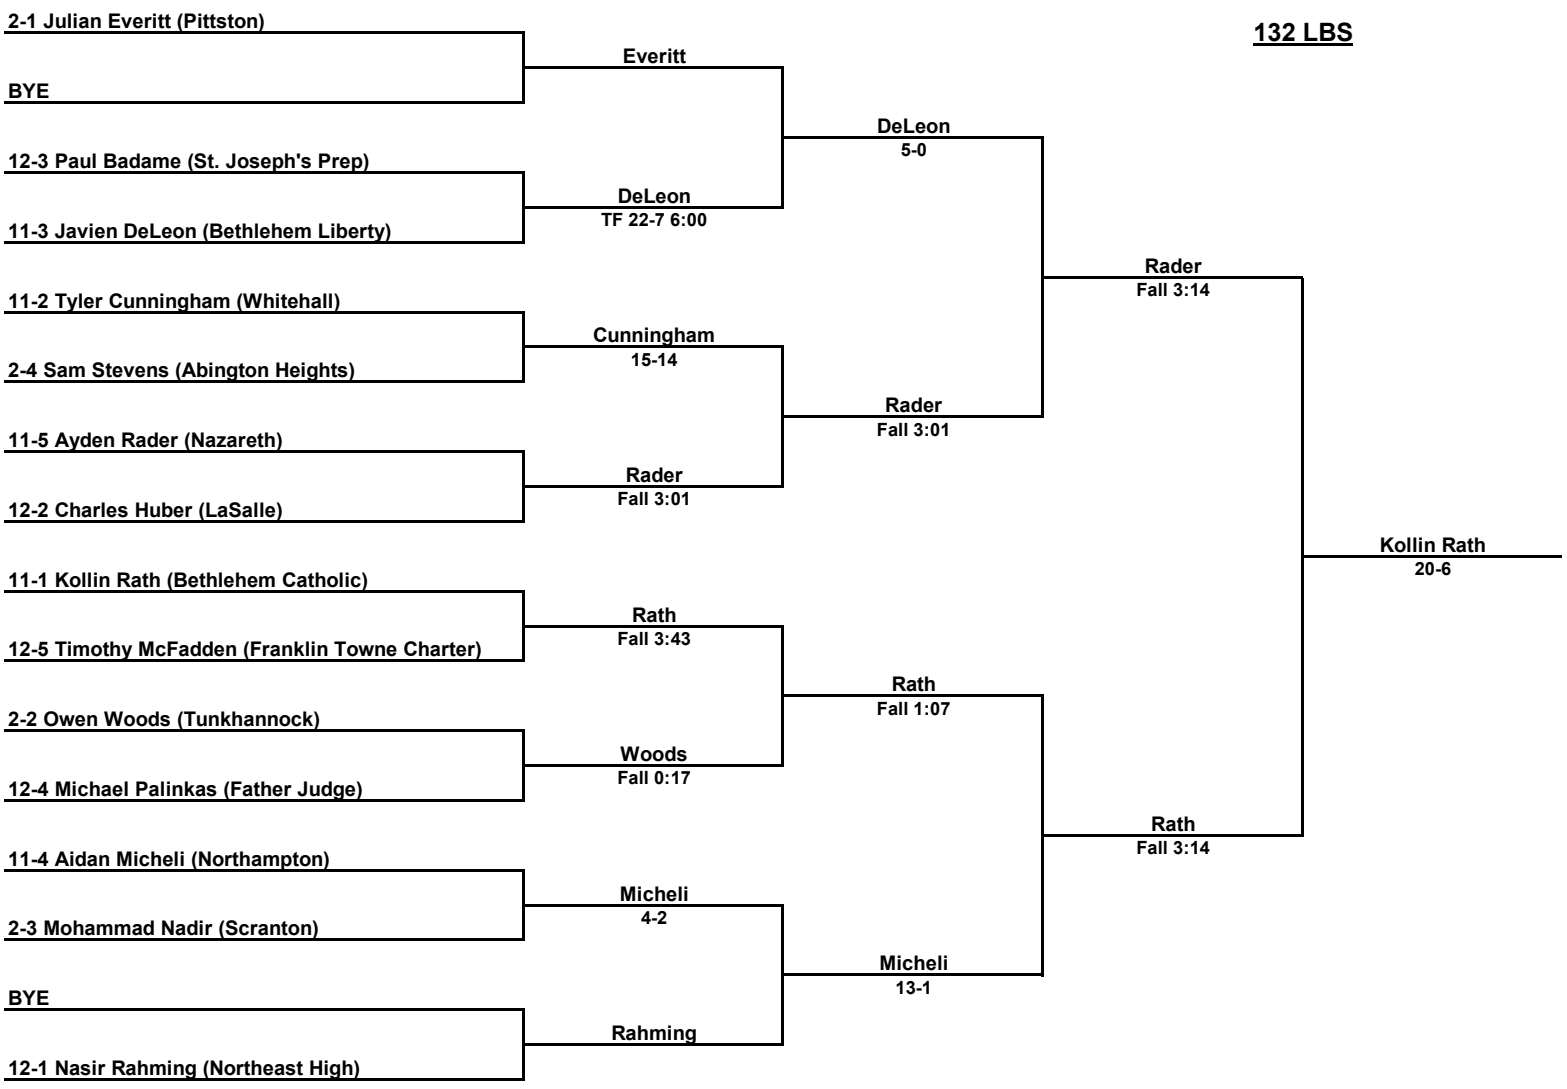 132 LBS
2-1 Julian Everitt (Pittston)
BYE
12-3 Paul Badame (St. Joseph's Prep)
11-3 Javien DeLeon (Bethlehem Liberty)
11-2 Tyler Cunningham (Whitehall)
2-4 Sam Stevens (Abington Heights)
11-5 Ayden Rader (Nazareth)
12-2 Charles Huber (LaSalle)
11-1 Kollin Rath (Bethlehem Catholic)
12-5 Timothy McFadden (Franklin Towne Charter)
2-2 Owen Woods (Tunkhannock)
12-4 Michael Palinkas (Father Judge)
11-4 Aidan Micheli (Northampton)
2-3 Mohammad Nadir (Scranton)
BYE
12-1 Nasir Rahming (Northeast High)
Everitt
DeLeon
TF 22-7 6:00
Cunningham
15-14
Rader
Fall 3:01
Rath
Fall 3:43
Woods
Fall 0:17
Micheli
4-2
Rahming
DeLeon
5-0
Rader
Fall 3:01
Rath
Fall 1:07
Micheli
13-1
Rader
Fall 3:14
Rath
Fall 3:14
Kollin Rath
20-6